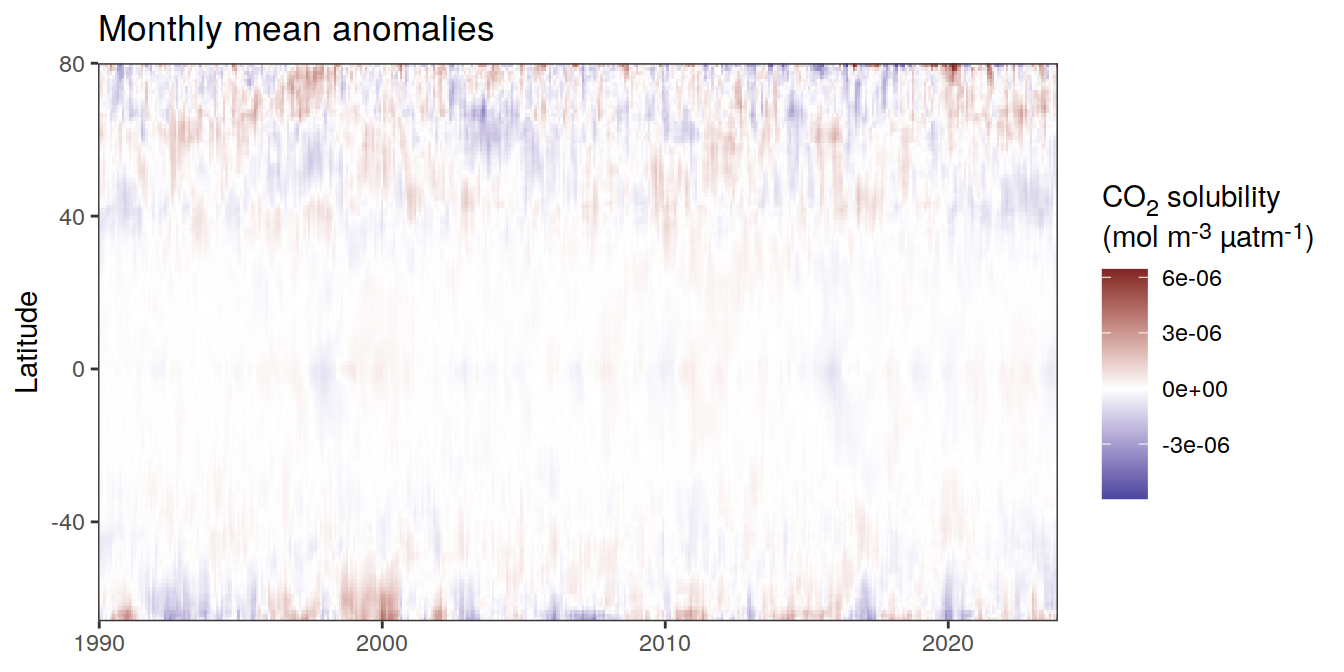 Monthly mean anomalies
80
40
0
-40
Latitude
1990
2000
2010
2020
CO2 solubility
(mol m-3 µatm-1)
6e-06
3e-06
0e+00
-3e-06